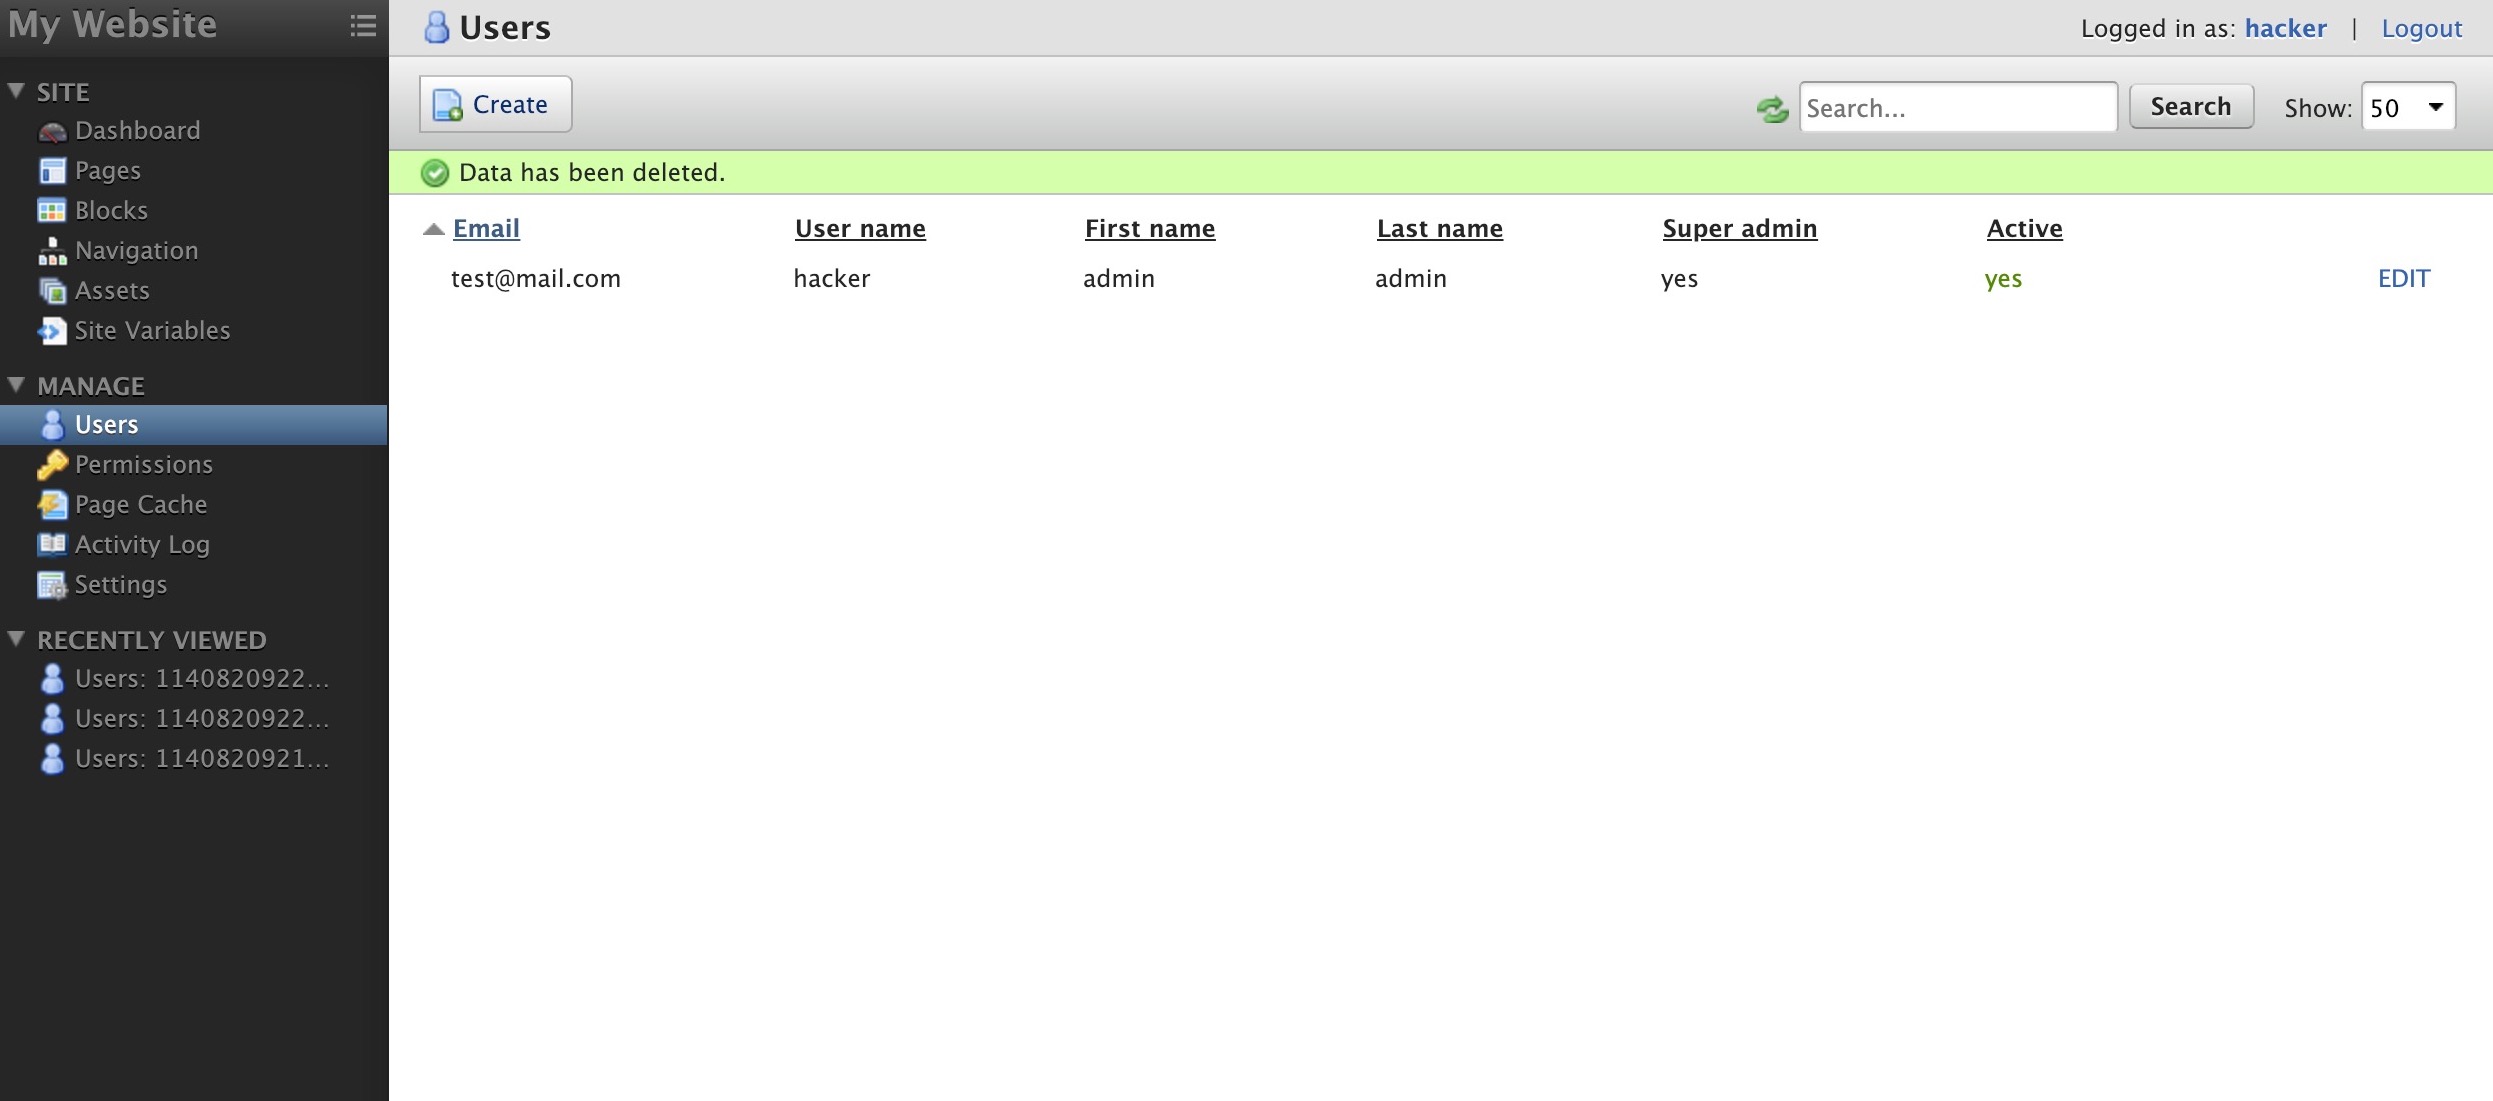 My Website
SITE
Dashboard
Pages
Blocks
Navigation
Assets
Site Variables
MANAGE
Users
Permissions
Page Cache
Activity Log
Settings
RECENTLY VIEWED
Users: 1140820922...
Users: 1140820922...
Users: 1140820921...
Users
Logged in as: hacker | Logout
Create
Search...
Search
Show: 50
Data has been deleted.
Email User name First name Last name Super admin Active
test@mail.com hacker admin admin yes yes EDIT